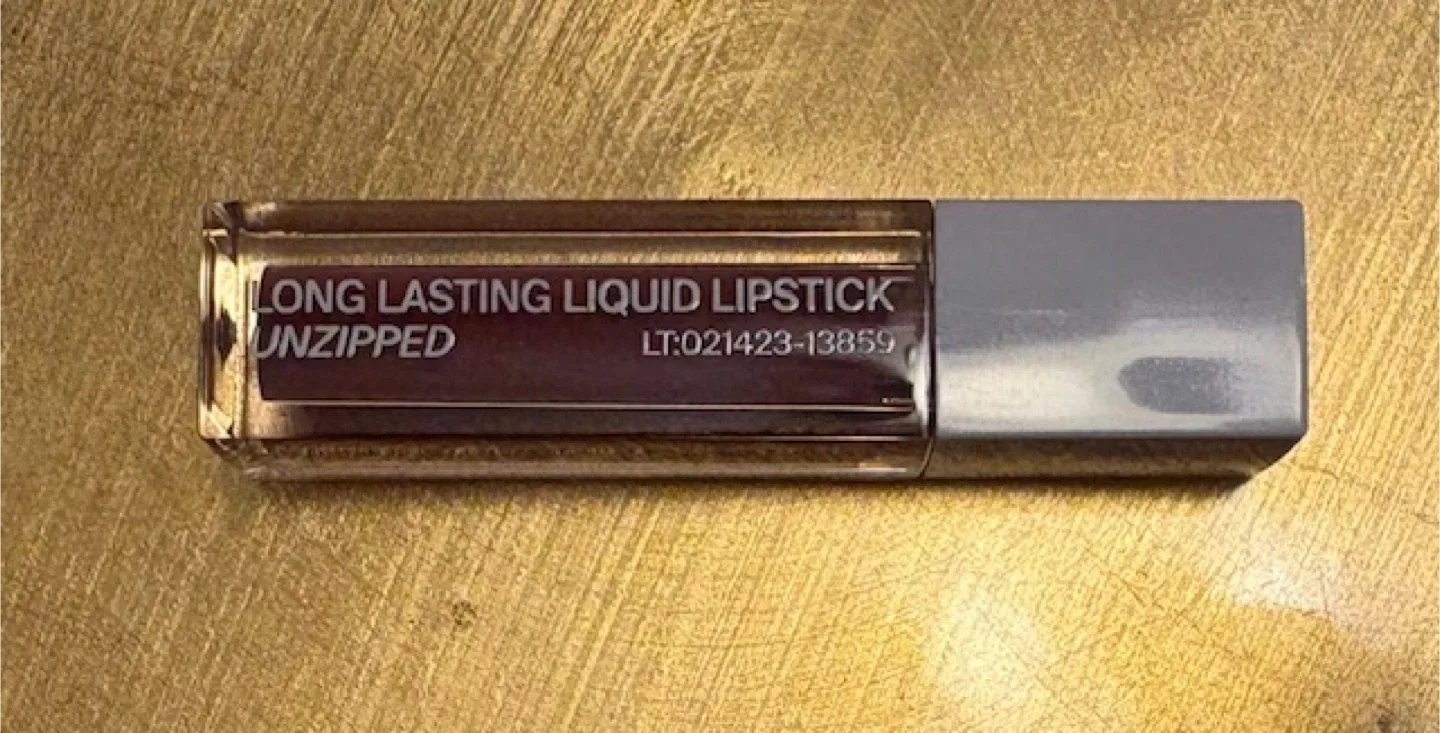 LONG LASTING LIQUID LIPSTICK
UNZIPPED LT:021423-13859